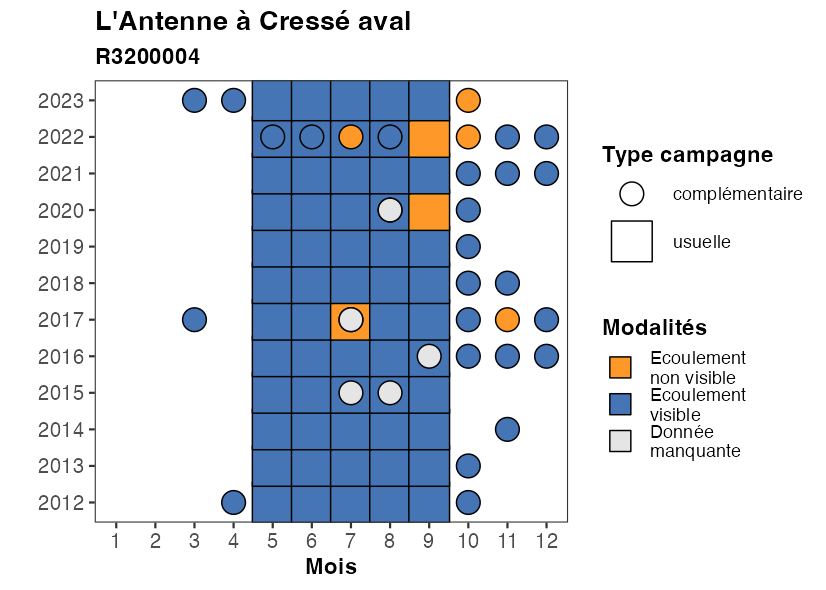 L'Antenne à Cressé aval
R3200004
2023
2022
2021
2020
2019
2018
2017
2016
2015
2014
2013
2012
1 2 3 4 5 6 7 8 9 10 11 12
Mois
Type campagne
complémentaire
usuelle
Modalités
Ecoulement
non visible
Ecoulement
visible
Donnée
manquante